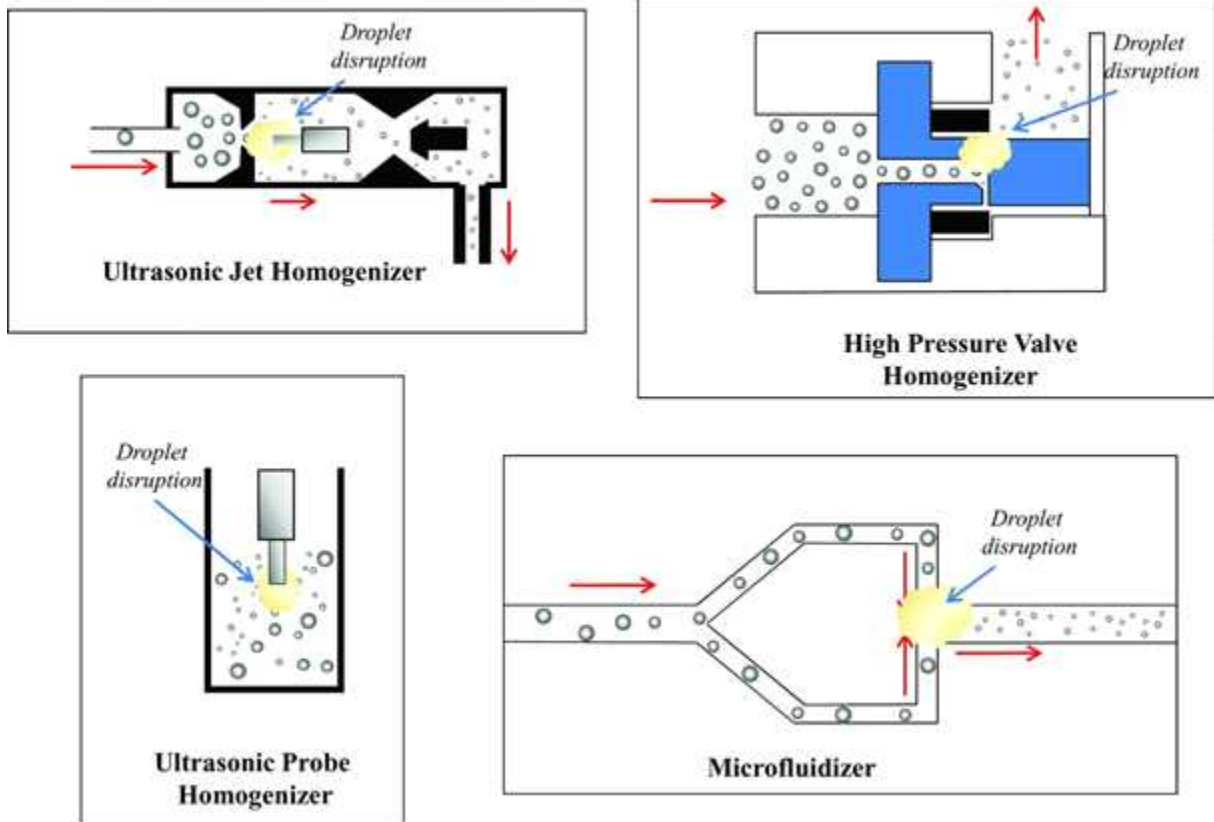 Droplet
disruption
Ultrasonic Jet Homogenizer
Droplet
disruption
High Pressure Valve
Homogenizer
Droplet
disruption
Ultrasonic Probe
Homogenizer
Droplet
disruption
Microfluidizer